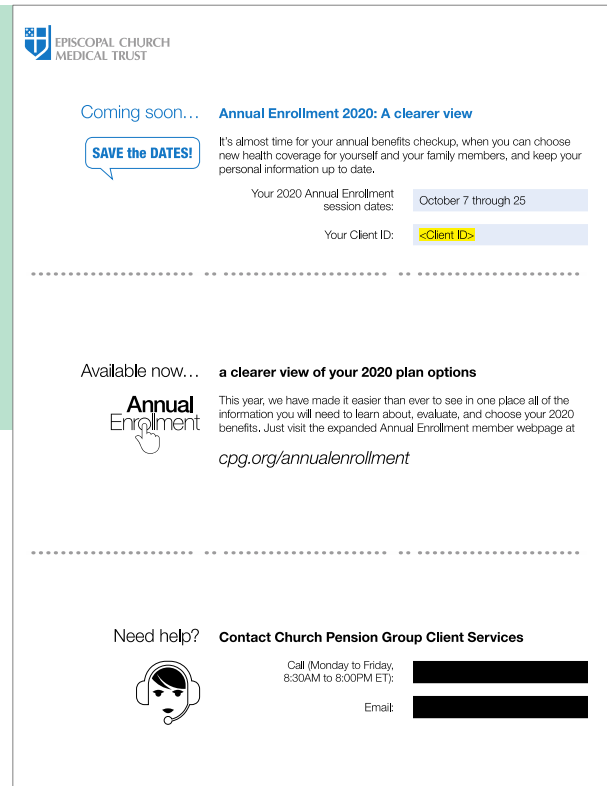 EPISCOPAL CHURCH
MEDICAL TRUST
Coming soon…
Annual Enrollment 2020: A clearer view
SAVE the DATES!
It's almost time for your annual benefits checkup, when you can choose
new health coverage for yourself and your family members, and keep your
personal information up to date.
Your 2020 Annual Enrollment
session dates:
October 7 through 25
Your Client ID:
<Client ID>
Available now…
a clearer view of your 2020 plan options
Annual
Enrollment
This year, we have made it easier than ever to see in one place all of the
information you will need to learn about, evaluate, and choose your 2020
benefits. Just visit the expanded Annual Enrollment member webpage at
cpg.org/annualenrollment
Need help?
Contact Church Pension Group Client Services
Call (Monday to Friday,
8:30AM to 8:00PM ET):
Email: